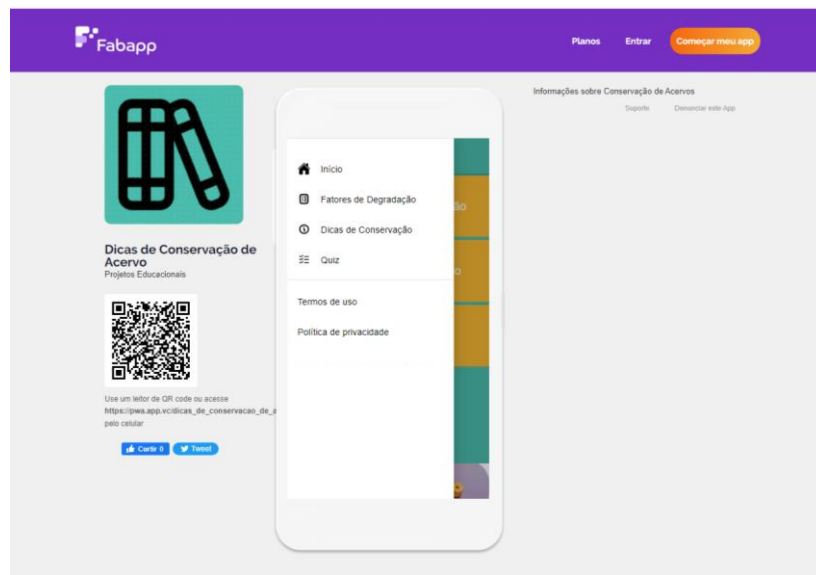 Fabapp
Planos
Entrar
Começar meu app
Dicas de Conservação de
Acervo
Projetos Educacionais
Use um leitor de QR code ou acesse
https://pwa.app.vc/dicas_de_conservacao_de_a
pelo celular
Curtir 0
Tweet
Início
Fatores de Degradação
Dicas de Conservação
Quiz
Termos de uso
Política de privacidade
ão
o
Informações sobre Conservação de Acervos
Suporte
Denunciar este App